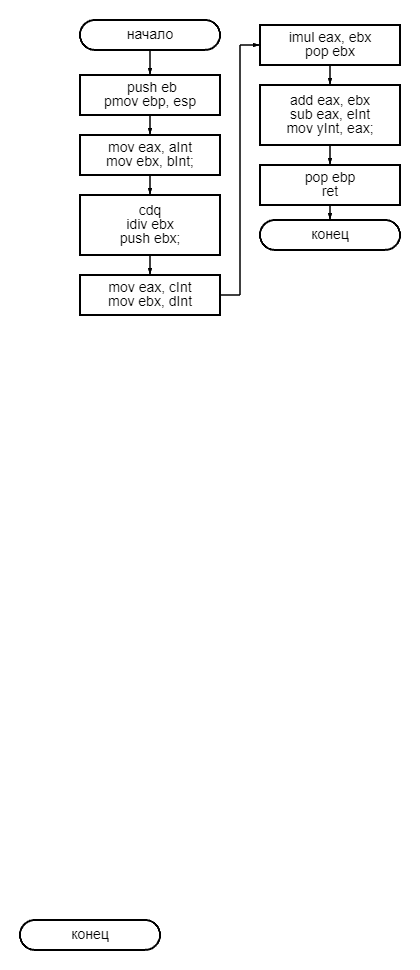 начало
push eb
pmov ebp, esp
mov eax, aInt
mov ebx, bInt;
cdq
idiv ebx
push ebx;
mov eax, cInt
mov ebx, dInt
imul eax, ebx
pop ebx
add eax, ebx
sub eax, eInt
mov yInt, eax;
pop ebp
ret
конец
конец